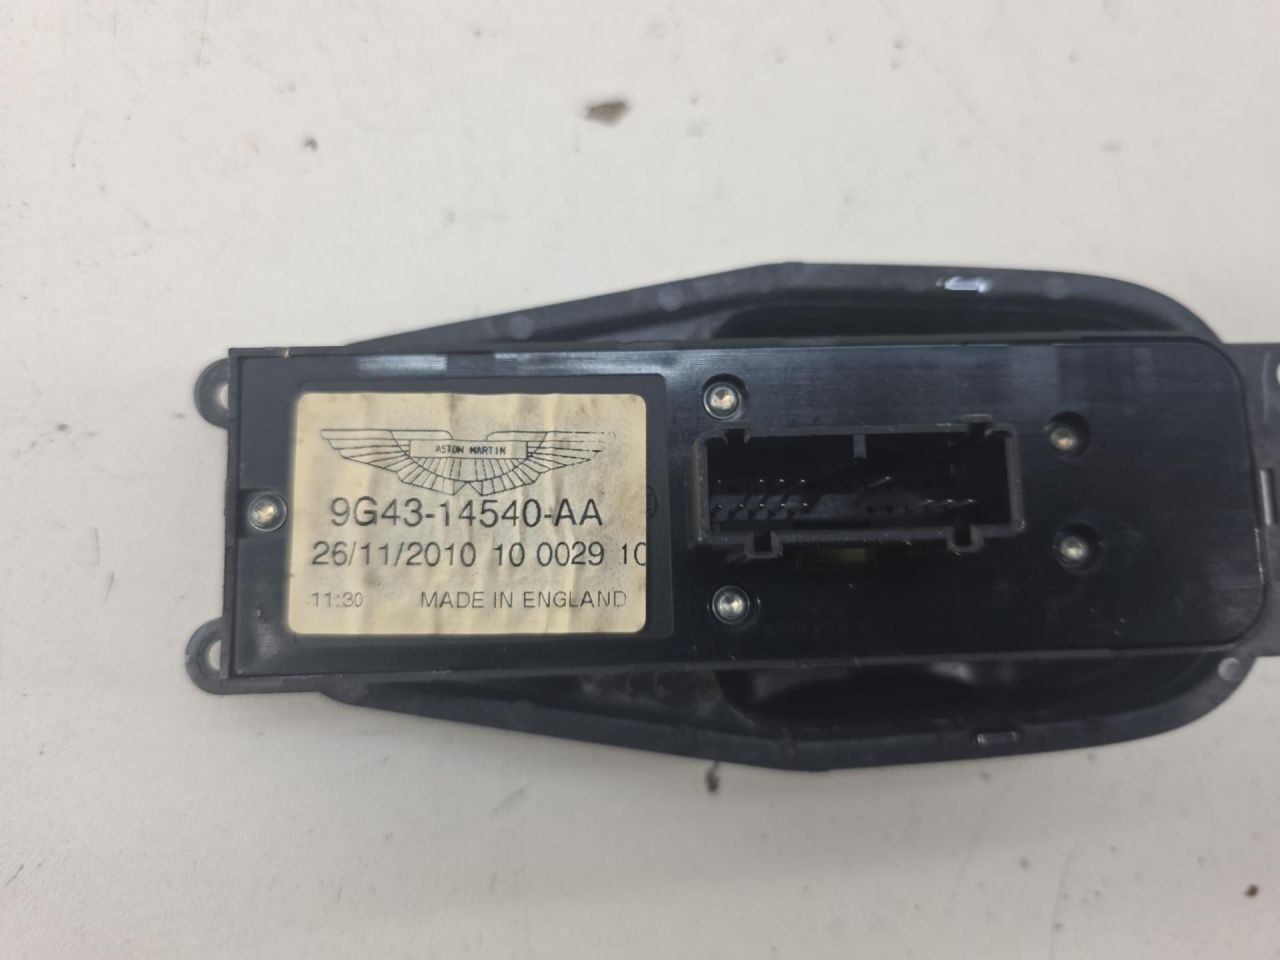 ASTON MARTIN
9G43-14540-AA
26/11/2010 10 0029 10
11:30 MADE IN ENGLAND